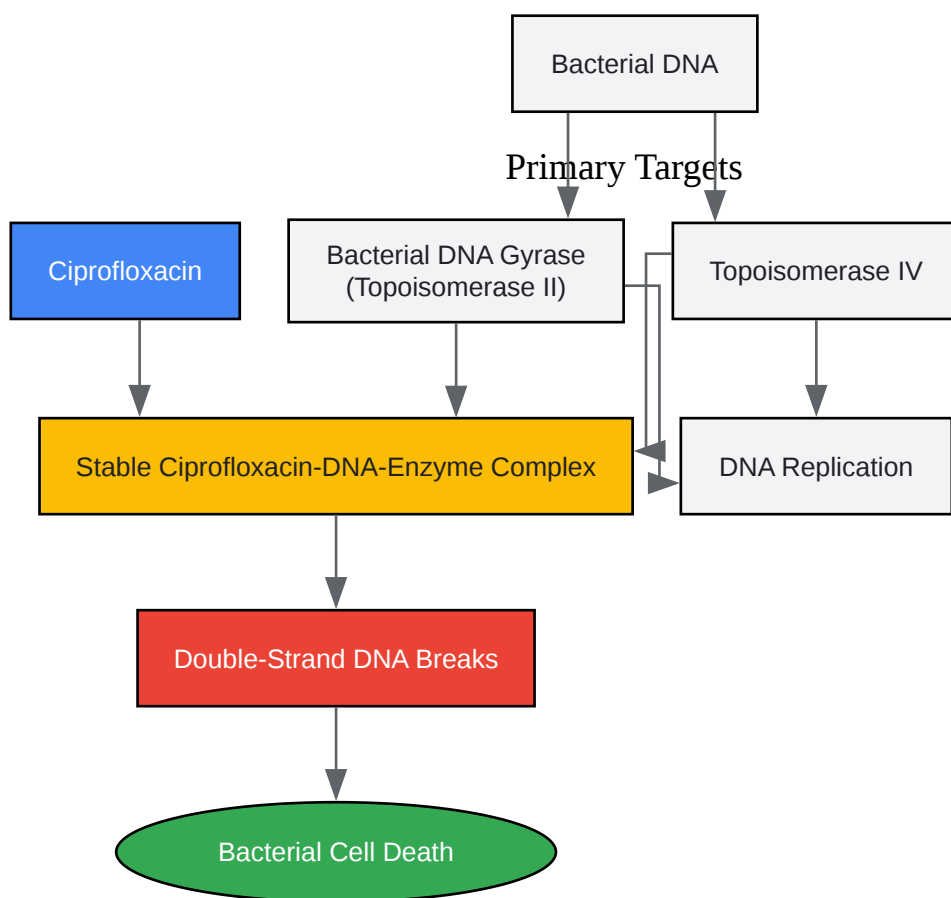 Bacterial DNA
Primary Targets
Ciprofloxacin
Bacterial DNA Gyrase
(Topoisomerase II)
Topoisomerase IV
Stable Ciprofloxacin-DNA-Enzyme Complex
DNA Replication
Double-Strand DNA Breaks
Bacterial Cell Death